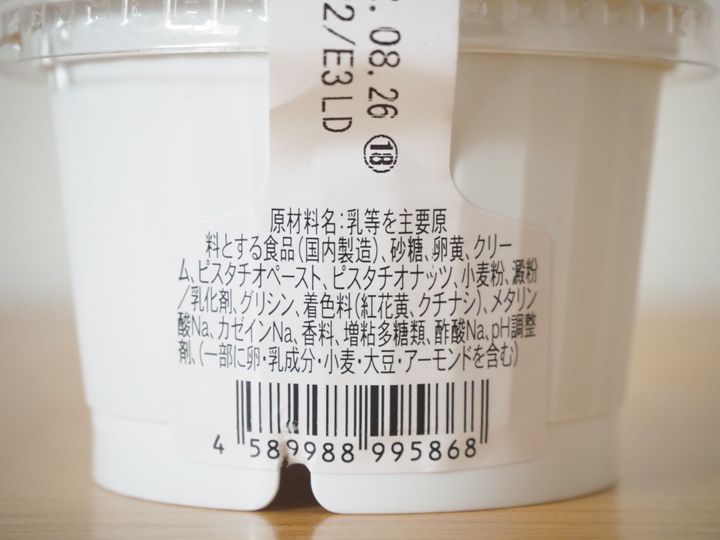 .08.26 ⑱
2/E3LD
原材料名:乳等を主要原
料とする食品(国内製造)、砂糖、卵黄、クリー
ム、ピスタチオペースト、ピスタチオナッツ、小麦粉、澱粉
/乳化剤、グリシン、着色料(紅花黄、クチナシ)、メタリン
酸Na、カゼインNa、香料、増粘多糖類、酢酸Na、pH調整
剤、(一部に卵・乳成分・小麦・大豆・アーモンドを含む)
4 589988 995868